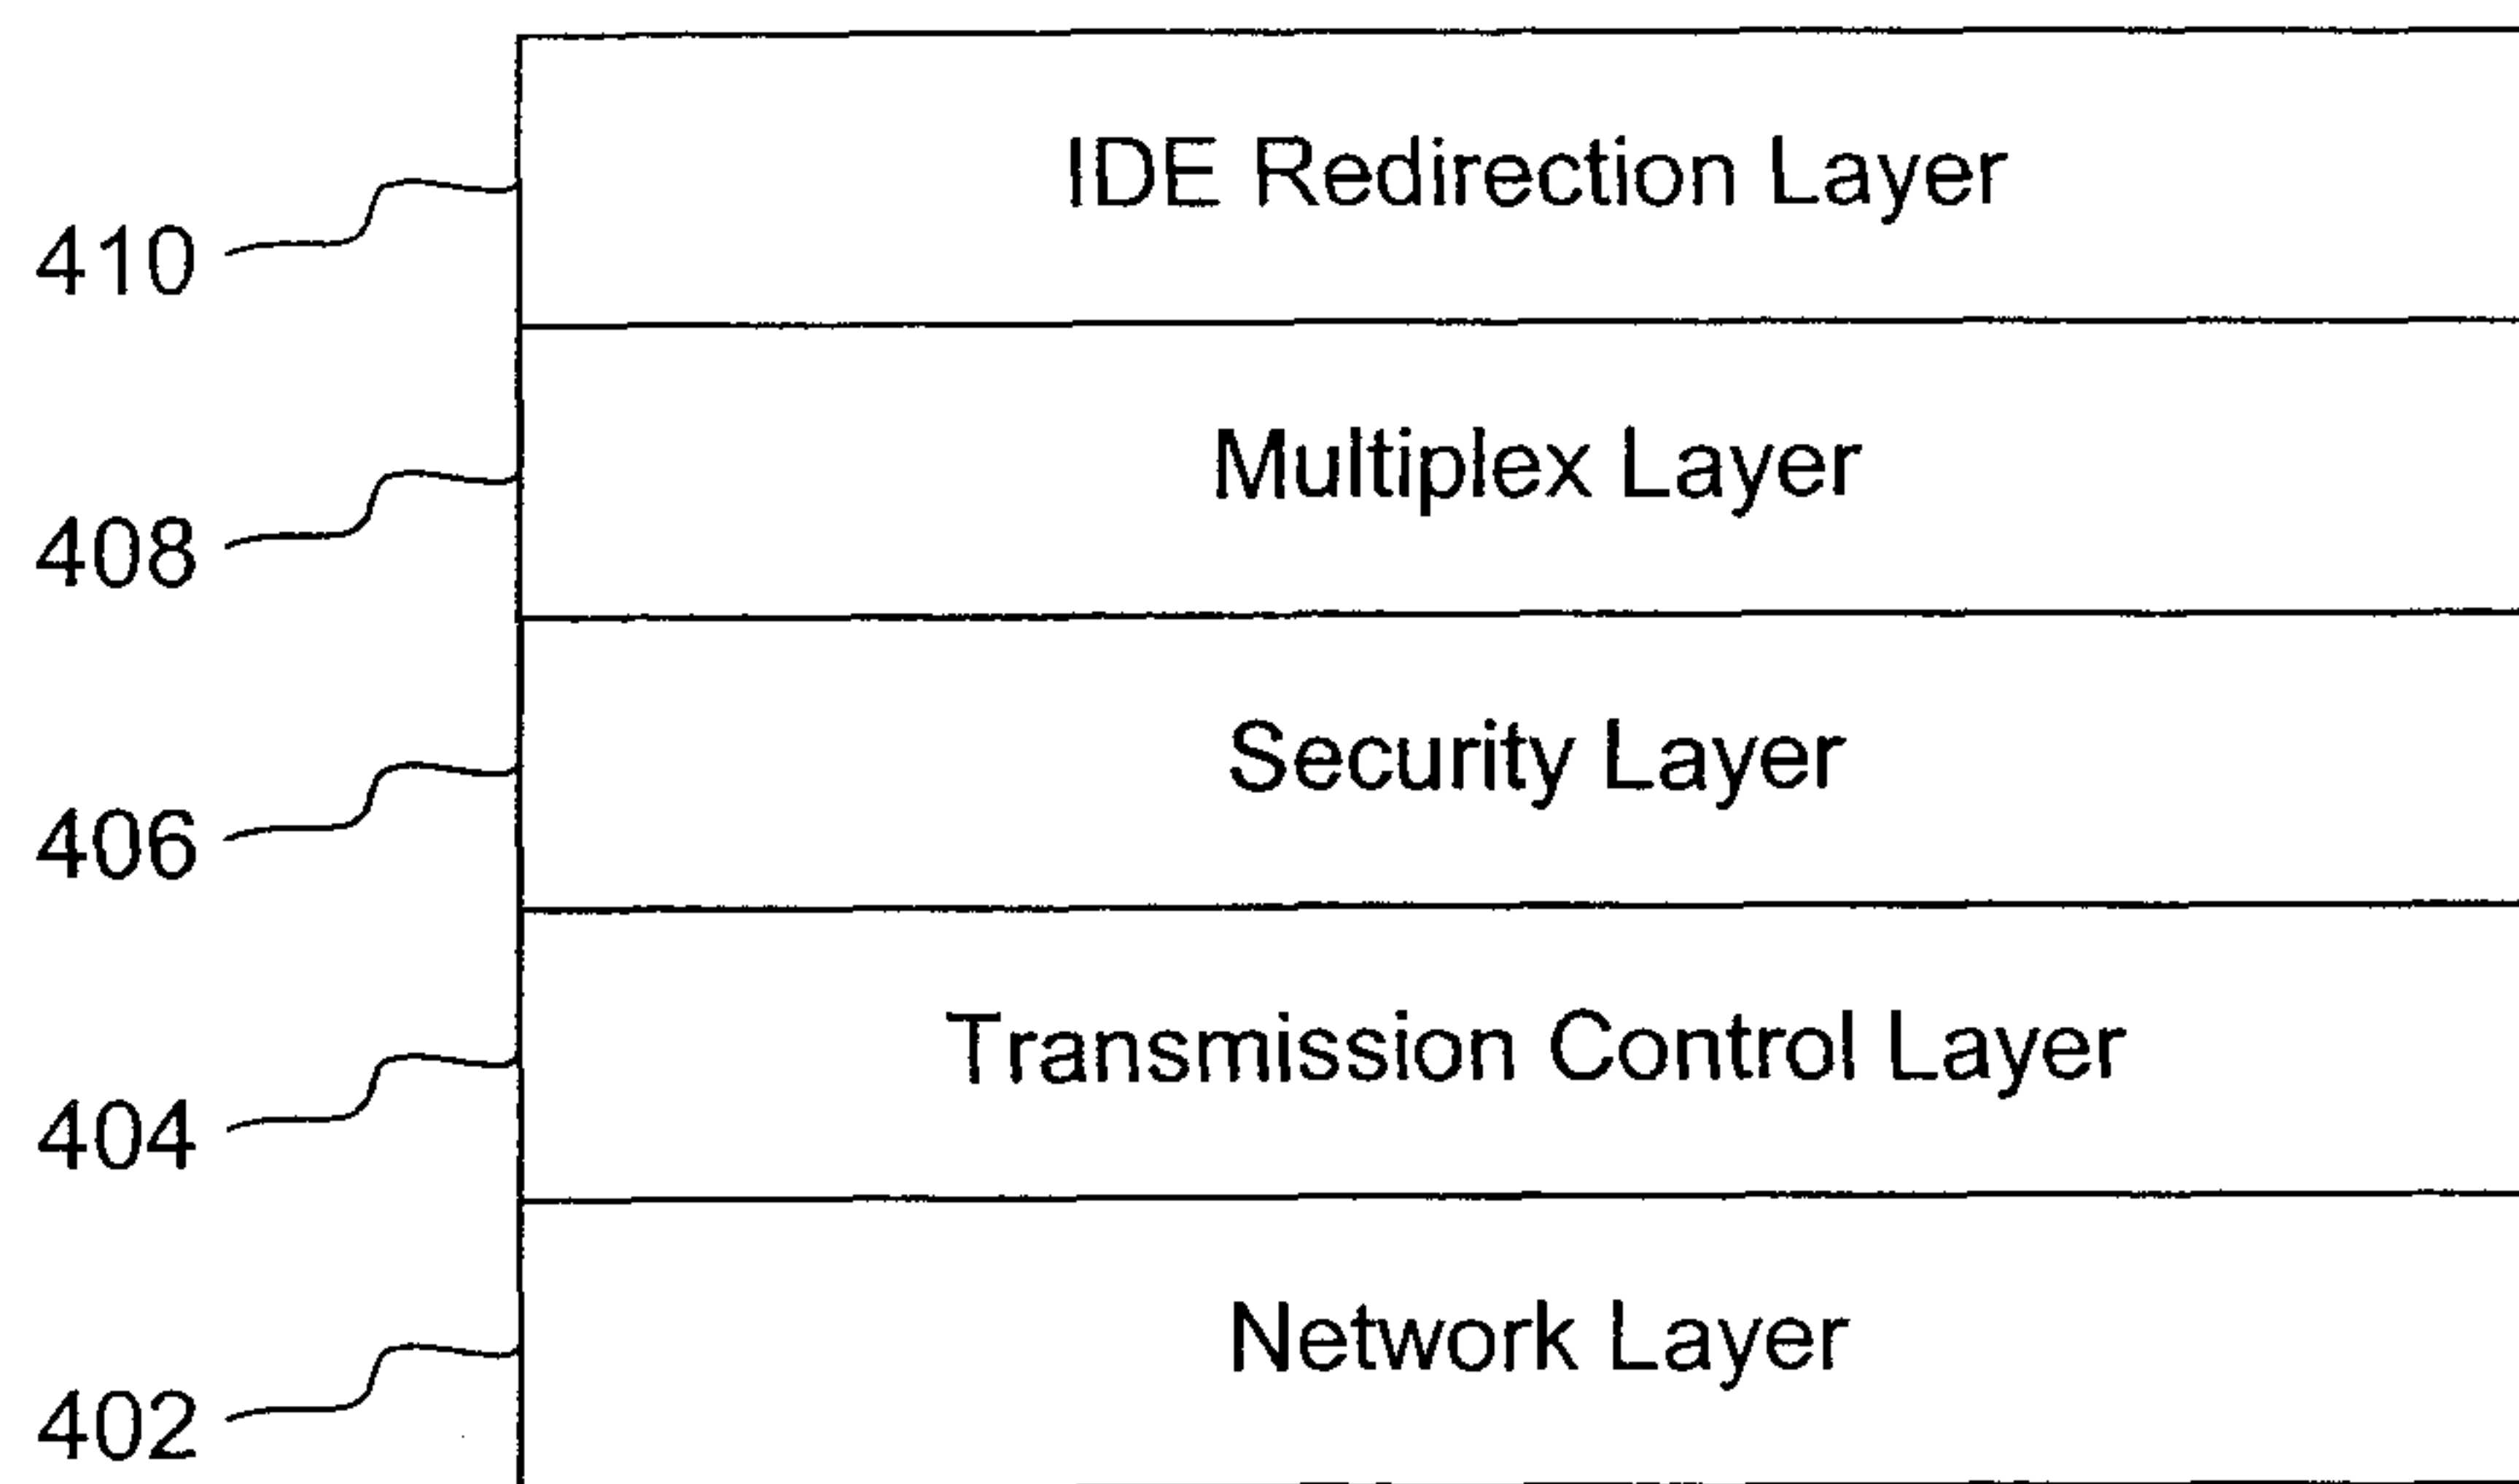 IDE Redirection Layer
410
Multiplex Layer
408
Security Layer
406
Transmission Control Layer
404
Network Layer
402